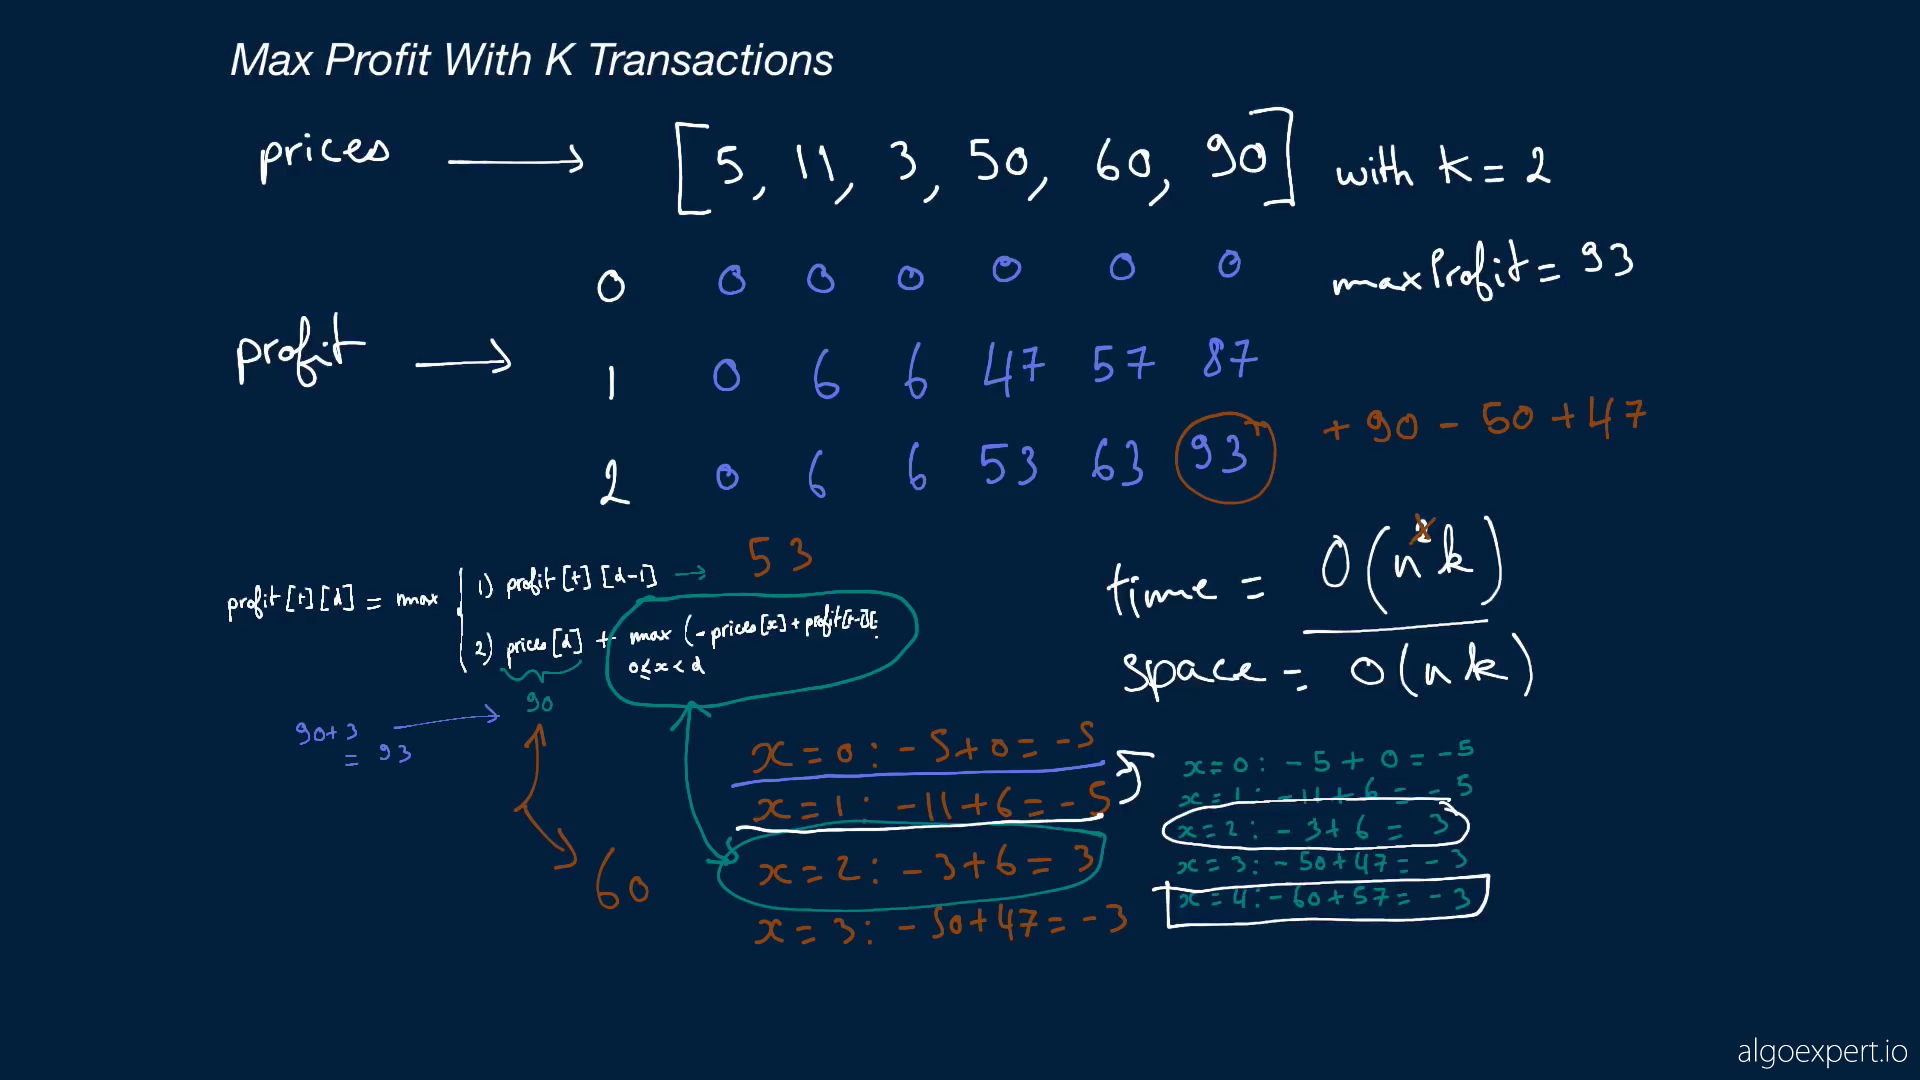 Max Profit With K Transactions
prices → [5, 11, 3, 50, 60, 90] with k = 2
0 0 0 0 0 0 0
maxProfit = 93
profit →
1 0 6 6 47 57 87
2 0 6 6 53 63 93
+ 90 - 50 + 47
53
profit[t][d] = max
1) profit[t][d-1] →
2) prices[d] + max (-prices[x] + profit[t-1][
0 ≤ x < d
90
90+3
= 93
60
time = O(n²k)
space = O(nk)
x = 0 : - 5 + 0 = - 5
x = 1 : - 11 + 6 = - 5
x = 2 : - 3 + 6 = 3
x = 3 : - 50 + 47 = - 3
x = 0 : - 5 + 0 = - 5
x = 1 : - 11 + 6 = - 5
x = 2 : - 3 + 6 = 3
x = 3 : - 50 + 47 = - 3
x = 4 : - 60 + 57 = - 3
algoexpert.io